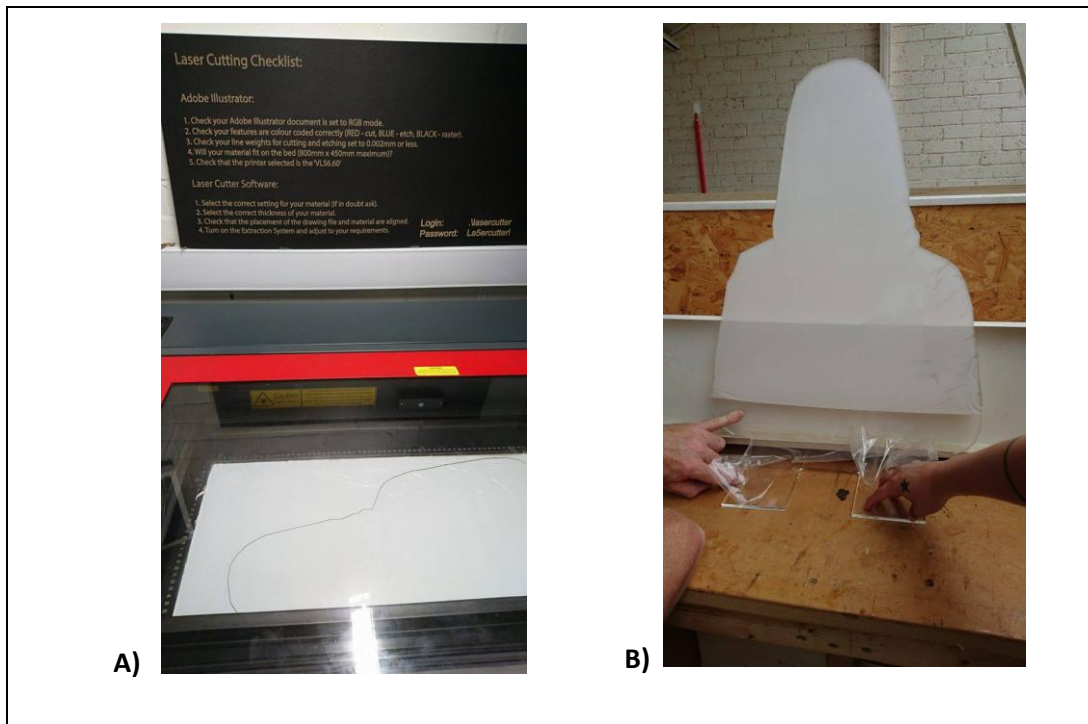 Laser Cutting Checklist:
Adobe Illustrator:
1. Check your Adobe Illustrator document is set to RGB mode.
2. Check your features are colour coded correctly (RED - cut, BLUE - etch, BLACK - raster).
3. Check your line weights for cutting and etching set to 0.002mm or less.
4. Will your material fit on the bed (800mm x 450mm maximum)?
5. Check that the printer selected is the 'VLS6.60'
Laser Cutter Software:
1. Select the correct setting for your material (if in doubt ask).
2. Select the correct thickness of your material.
3. Check that the placement of the drawing file and material are aligned.
4. Turn on the Extraction System and adjust to your requirements.
Login: .\lasercutter
Password: La5ercutter!
A)
B)